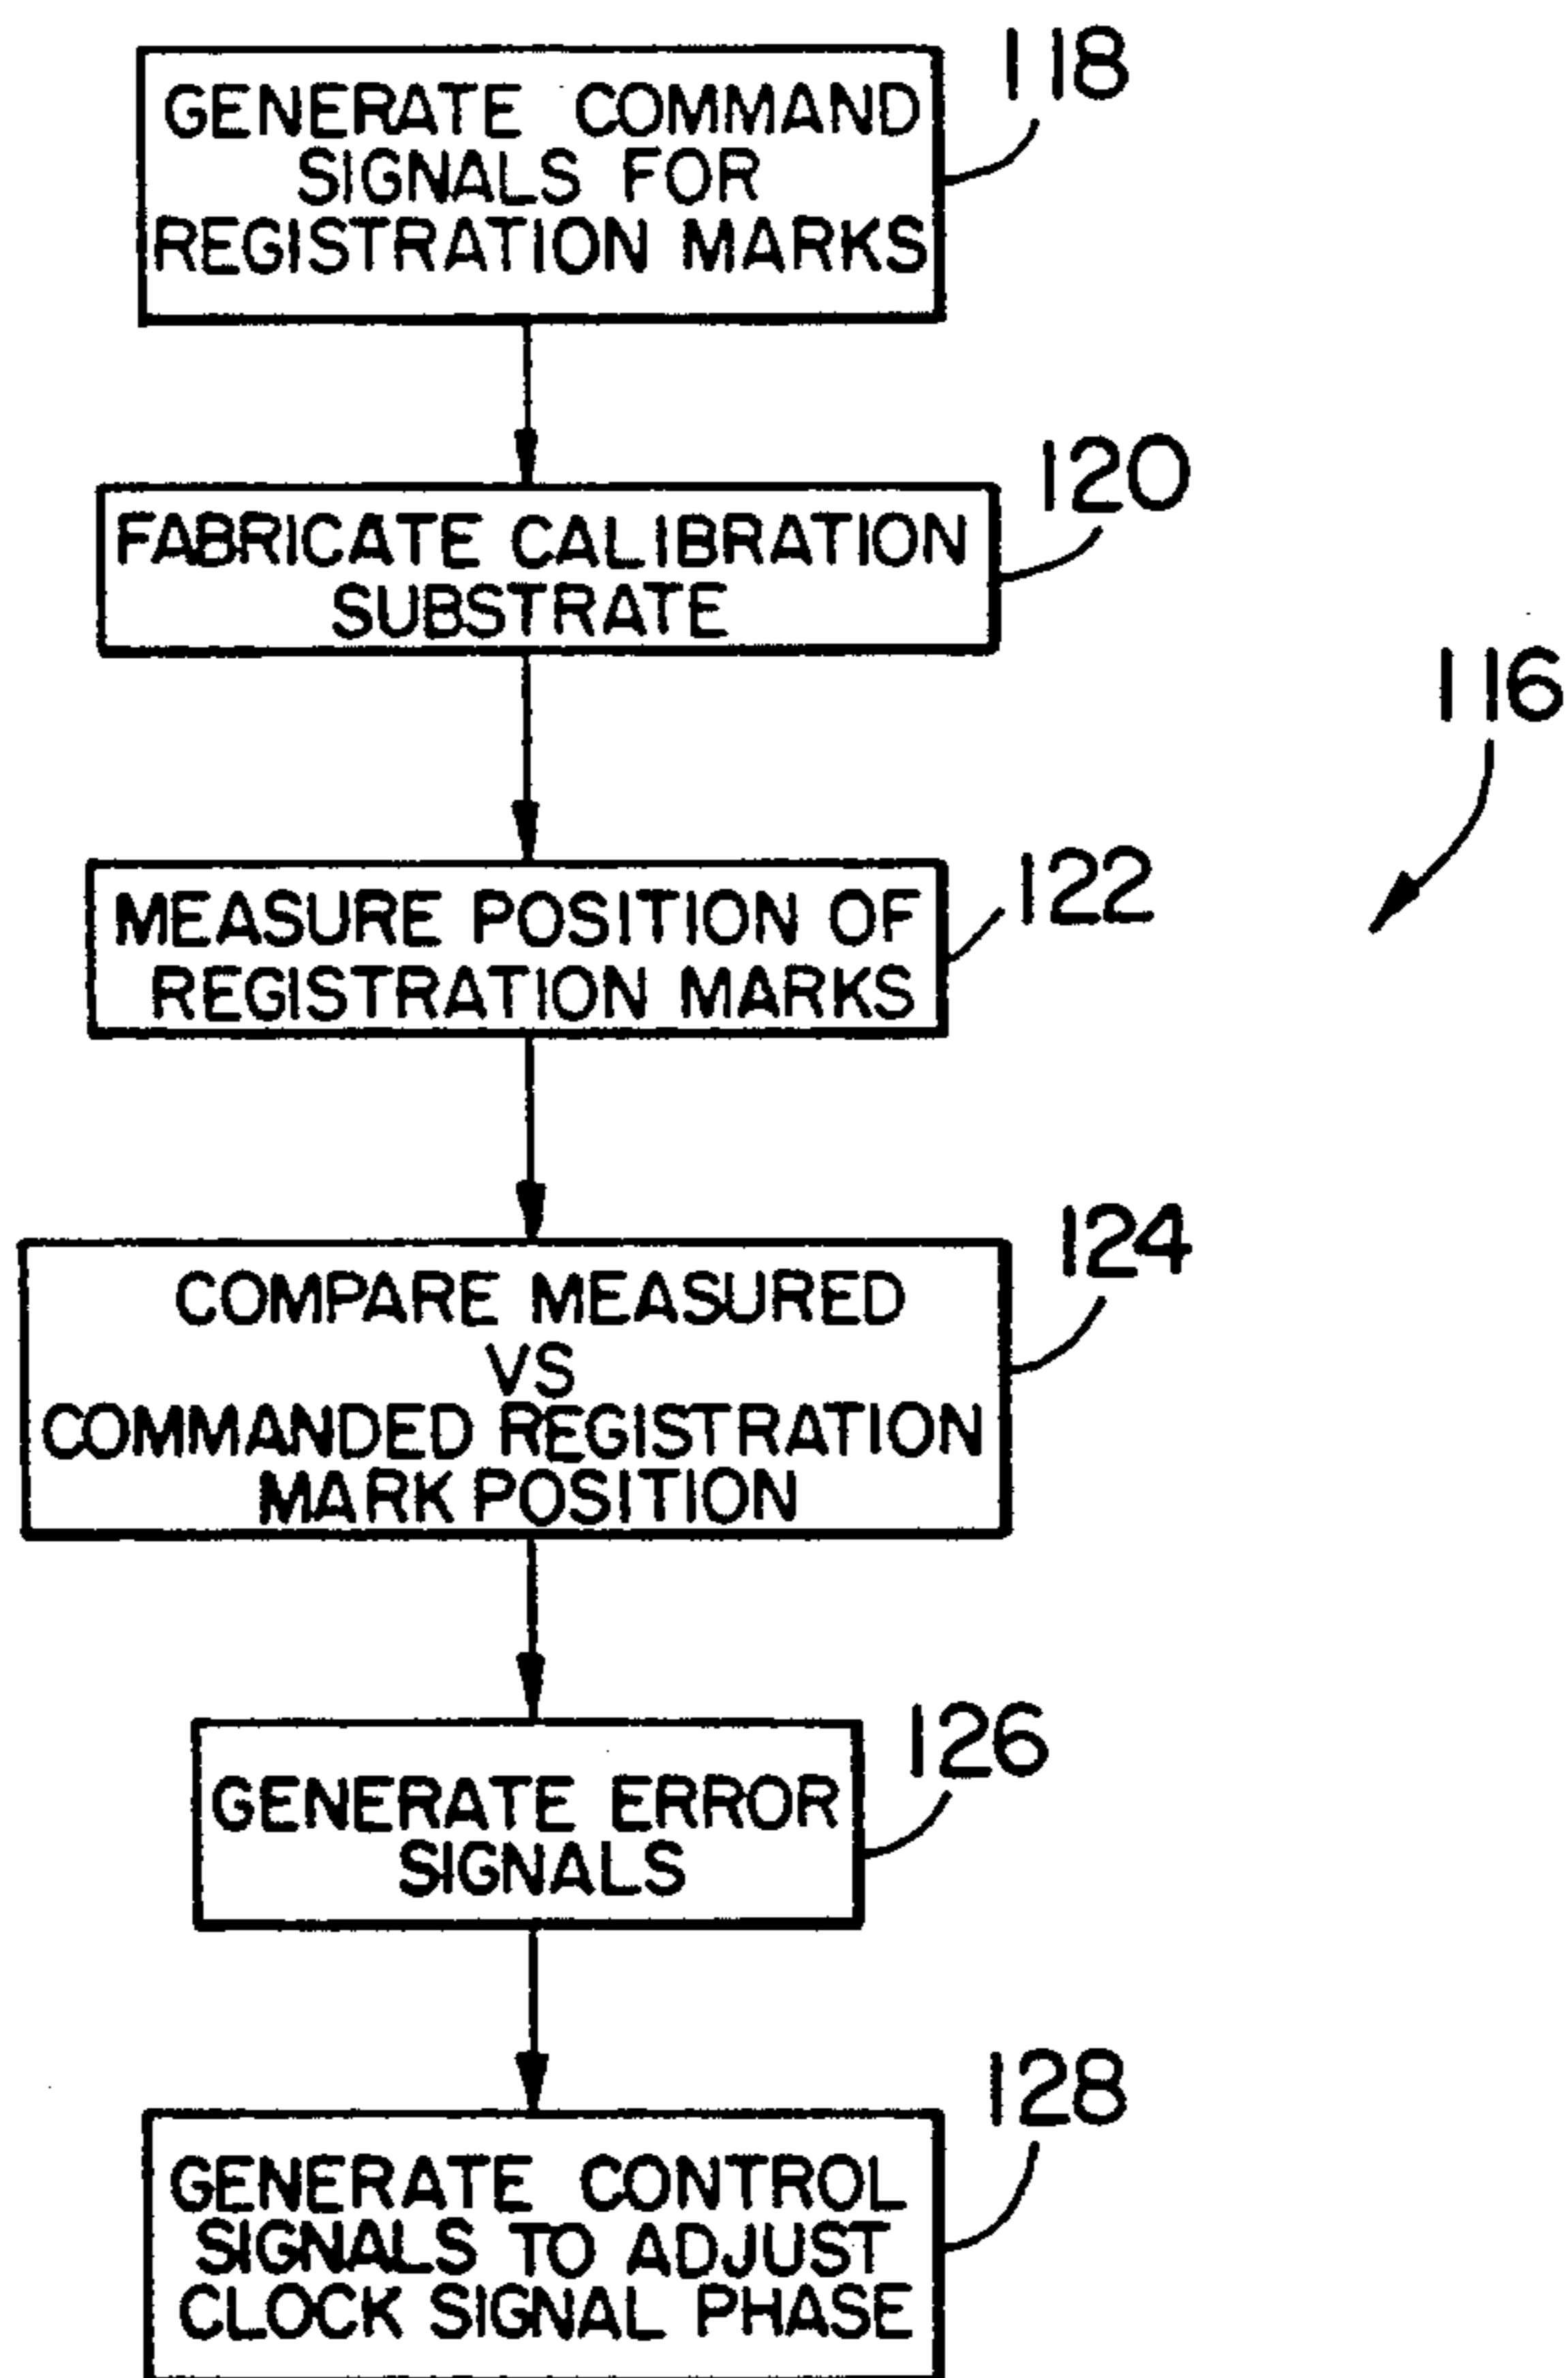 GENERATE COMMAND
SIGNALS FOR
REGISTRATION MARKS
118
FABRICATE CALIBRATION
SUBSTRATE
120
116
MEASURE POSITION OF
REGISTRATION MARKS
122
COMPARE MEASURED
VS
COMMANDED REGISTRATION
MARK POSITION
124
GENERATE ERROR
SIGNALS
126
GENERATE CONTROL
SIGNALS TO ADJUST
CLOCK SIGNAL PHASE
128